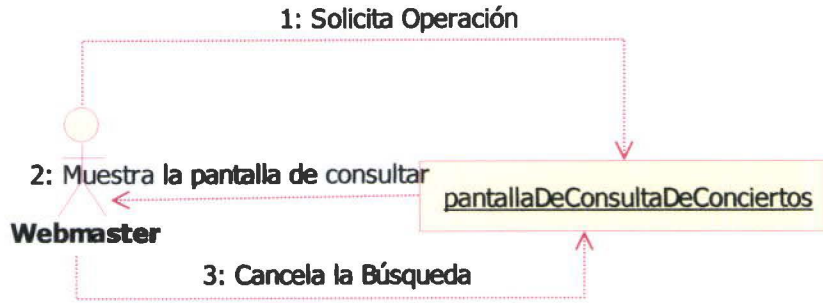 1: Solicita Operación
2: Muestra la pantalla de consultar
pantallaDeConsultaDeConciertos
Webmaster
3: Cancela la Búsqueda